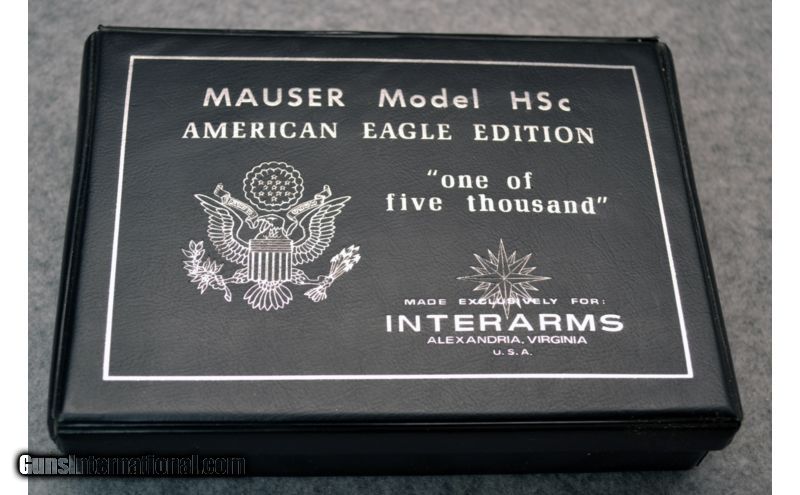 MAUSER Model HSc
AMERICAN EAGLE EDITION
"one of
five thousand"
MADE EXCLUSIVELY FOR:
INTERARMS
ALEXANDRIA, VIRGINIA
U.S.A.
GunsInternational.com